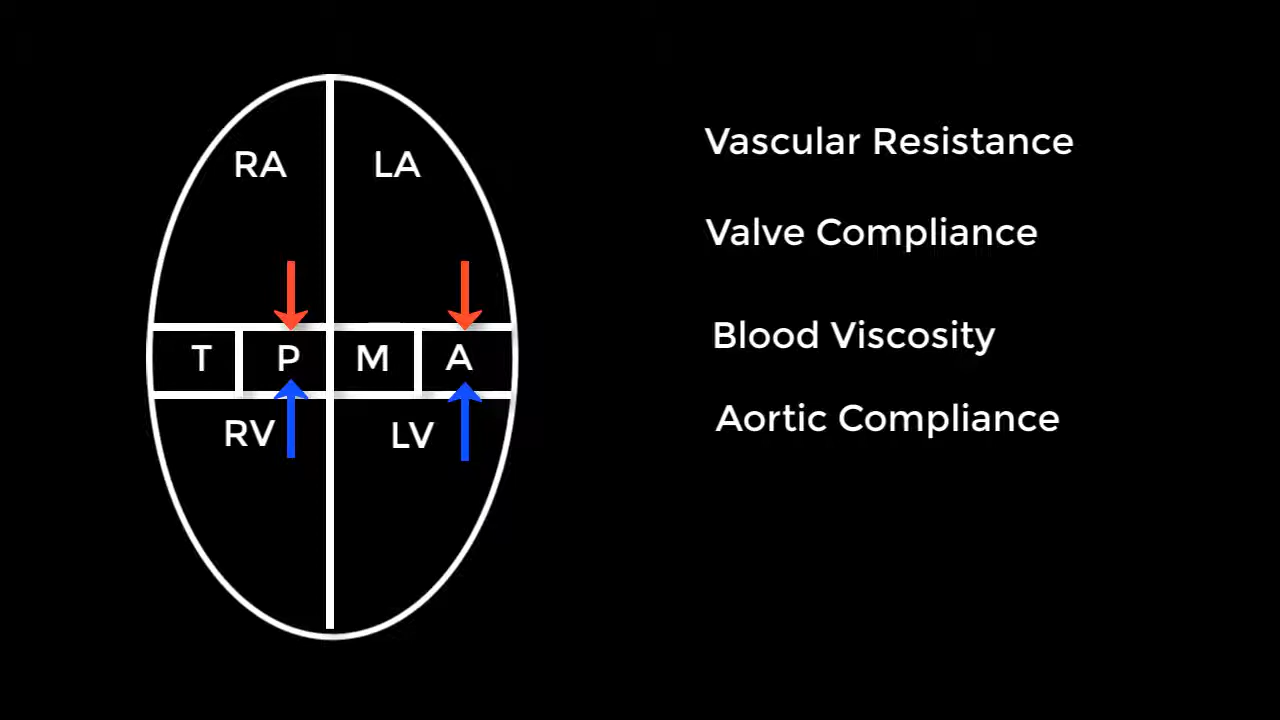 RA LA
T P M A
RV LV
Vascular Resistance
Valve Compliance
Blood Viscosity
Aortic Compliance